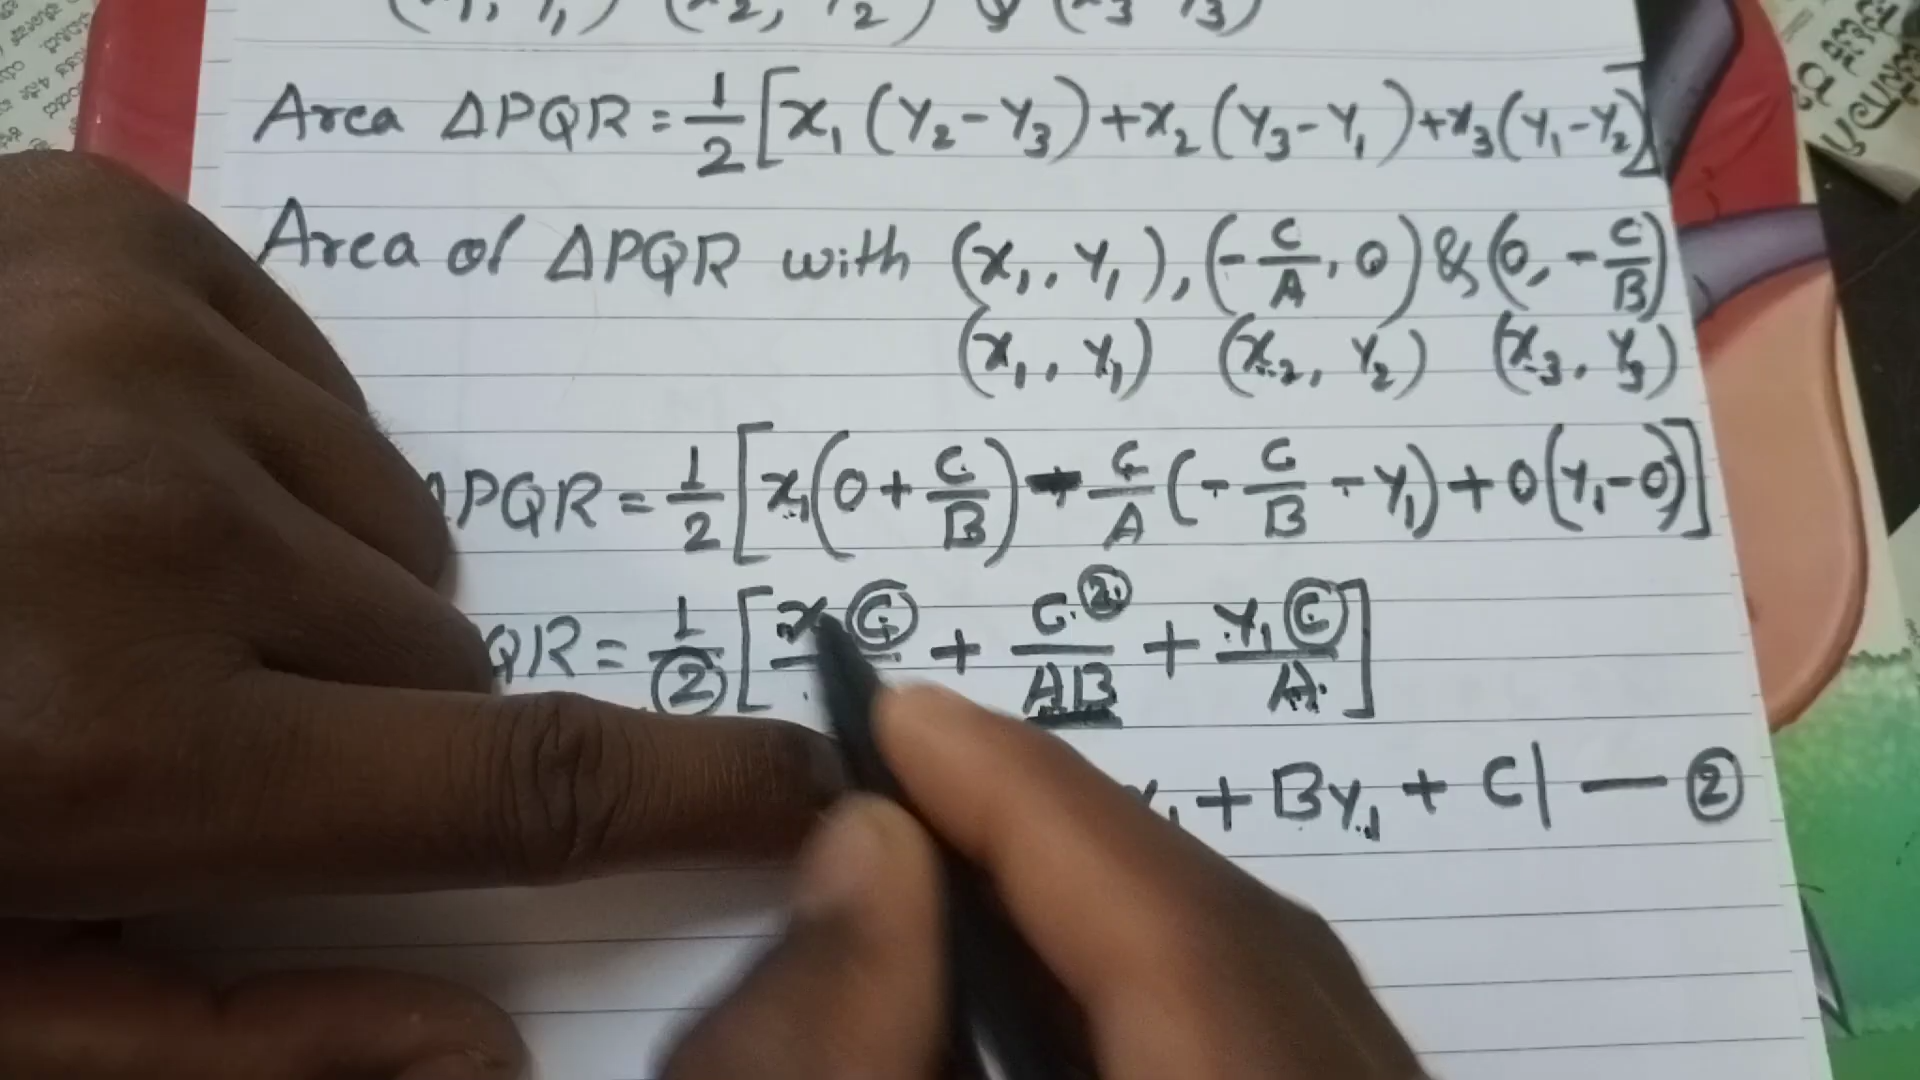 Area ΔPQR = 1/2 [x₁ (Y₂ - Y₃) + x₂ (Y₃ - Y₁) + x₃ (Y₁ - Y₂)]
Area of ΔPQR with (x₁, Y₁), (-C/A, 0) & (0, -C/B)
(x₁, Y₁) (x₂, Y₂) (x₃, Y₃)
ΔPQR = 1/2 [x₁(0 + C/B) - C/A (-C/B - Y₁) + 0(Y₁ - 0)]
QR = 1/② [x Ⓒ + C②/AB + Y₁Ⓒ/A]
+ BY₁ + C| — ②